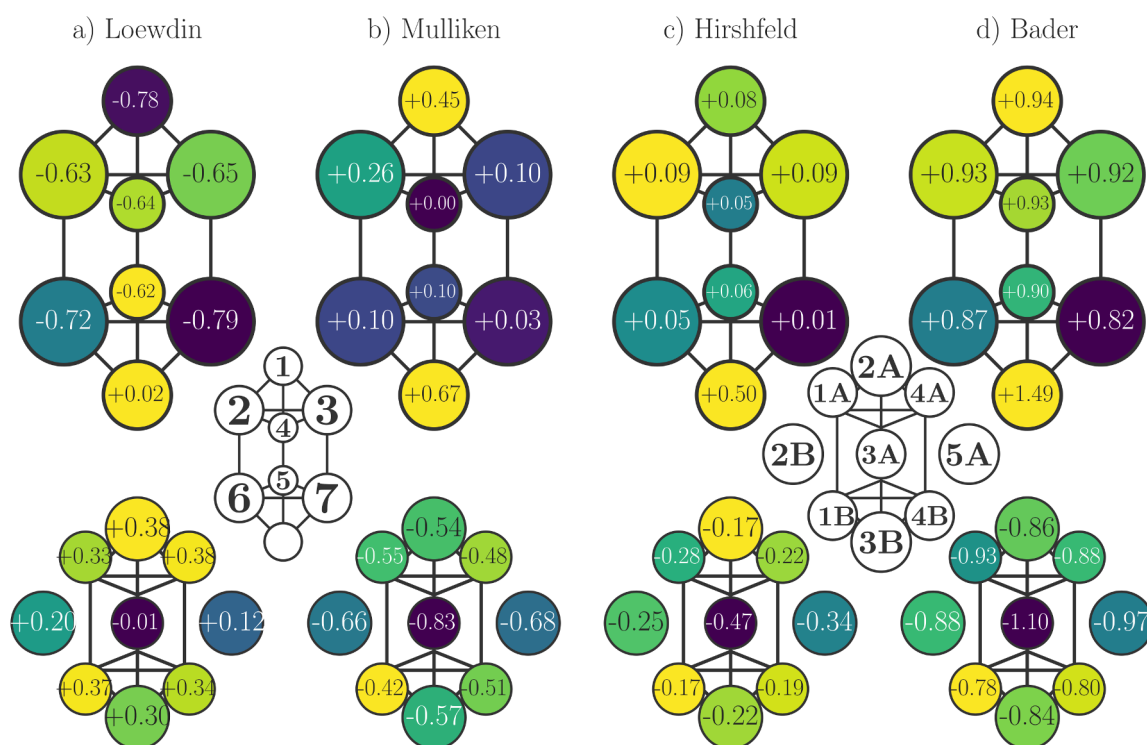 a) Loewdin b) Mulliken c) Hirshfeld d) Bader
-0.78 +0.45 +0.08 +0.94
-0.63 -0.65 +0.26 +0.10 +0.09 +0.09 +0.93 +0.92
-0.64 +0.00 +0.05 +0.93
-0.62 +0.10 +0.06 +0.90
-0.72 -0.79 +0.10 +0.03 +0.05 +0.01 +0.87 +0.82
+0.02 +0.67 +0.50 +1.49
1 2A
2 3 1A 4A
4
2B 3A 5A
5
6 7 1B 4B
3B
+0.38 -0.54 -0.17 -0.86
+0.33 +0.38 -0.55 -0.48 -0.28 -0.22 -0.93 -0.88
+0.20 -0.01 +0.12 -0.66 -0.83 -0.68 -0.25 -0.47 -0.34 -0.88 -1.10 -0.97
+0.37 +0.34 -0.42 -0.51 -0.17 -0.19 -0.78 -0.80
+0.30 -0.57 -0.22 -0.84